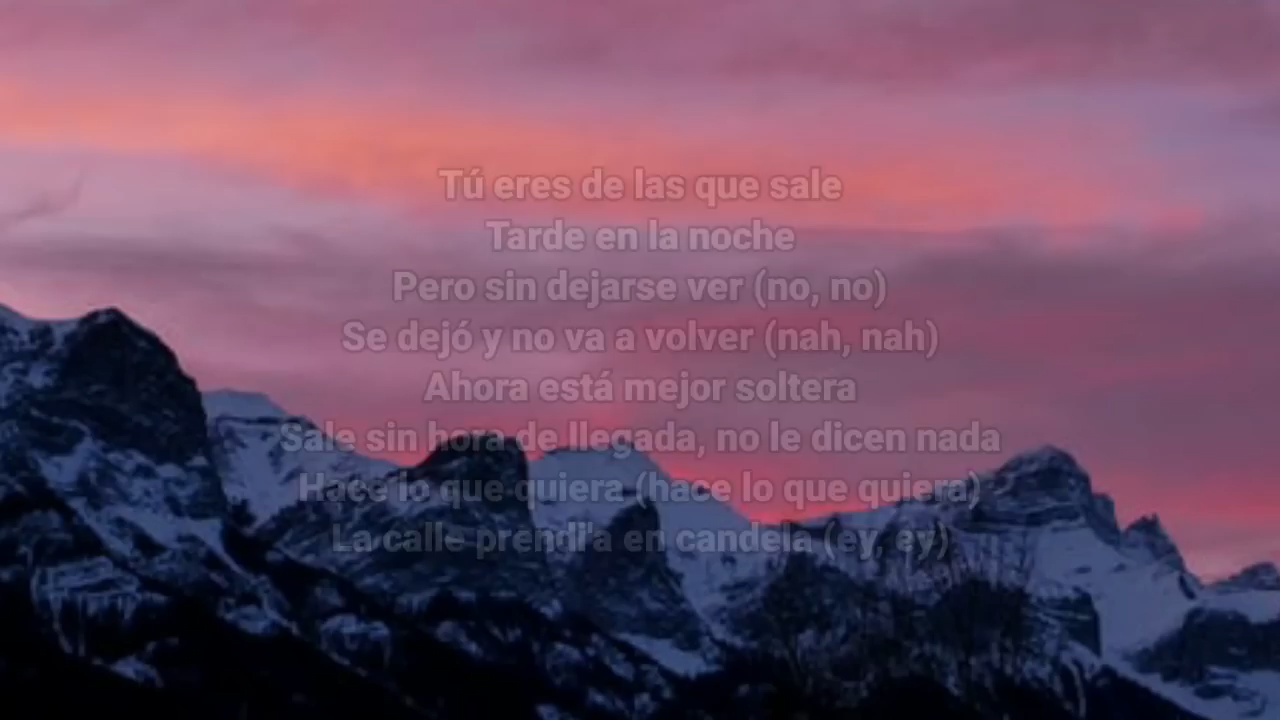 Tú eres de las que sale
Tarde en la noche
Pero sin dejarse ver (no, no)
Se dejó y no va a volver (nah, nah)
Ahora está mejor soltera
Sale sin hora de llegada, no le dicen nada
Hace lo que quiera (hace lo que quiera)
La calle prendía en candela (ey, ey)